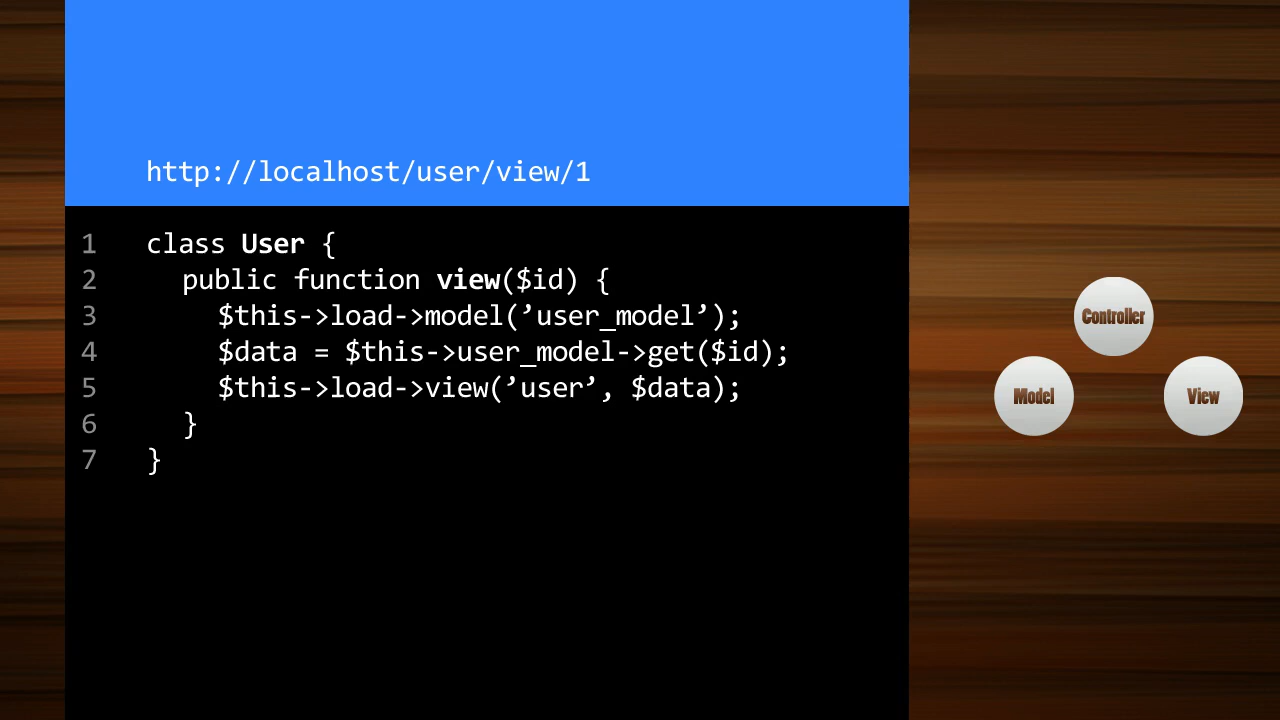 http://localhost/user/view/1
1 class User {
2 public function view($id) {
3 $this->load->model(’user_model’);
4 $data = $this->user_model->get($id);
5 $this->load->view(’user’, $data);
6 }
7 }
Controller
Model
View